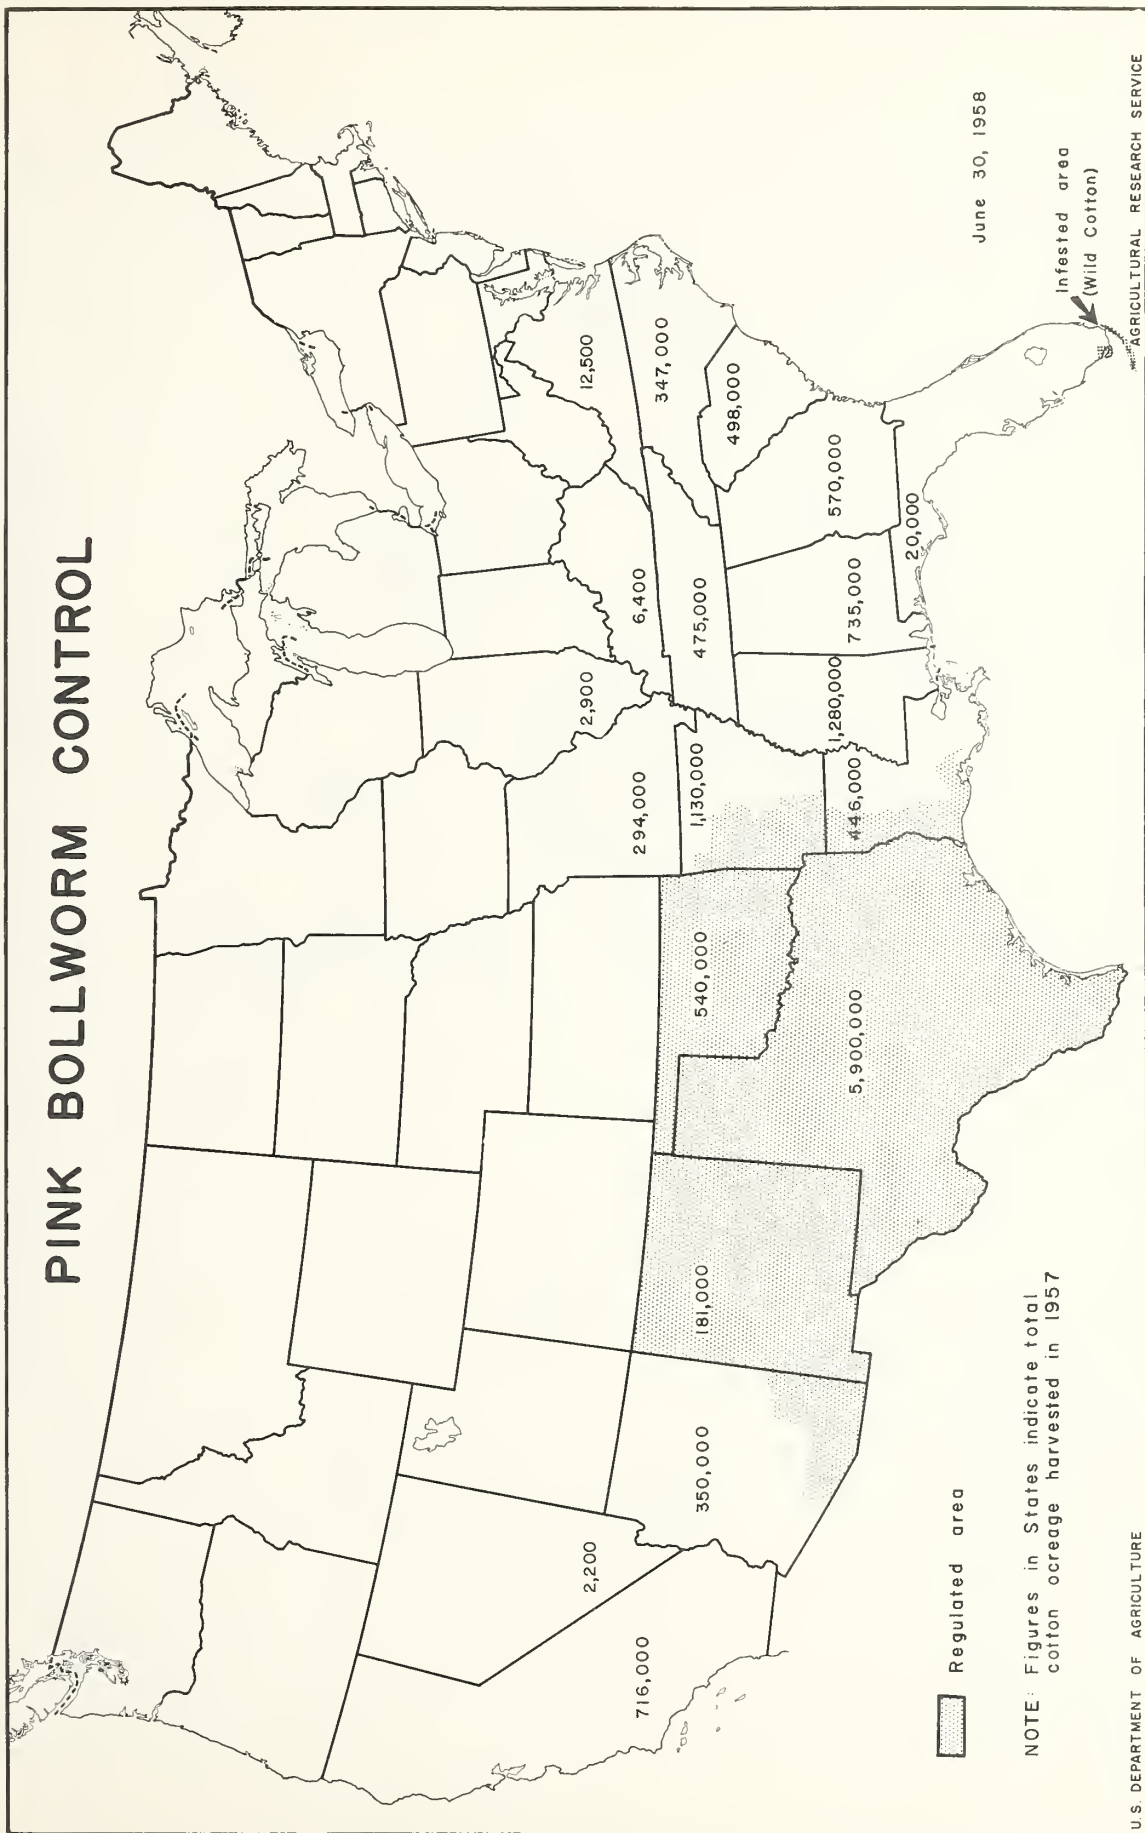 PINK BOLLWORM CONTROL
716,000
2,200
350,000
181,000
540,000
5,900,000
294,000
1,130,000
446,000
2,900
6,400
475,000
1,280,000
735,000
570,000
20,000
12,500
347,000
498,000
June 30, 1958
Infested area
(Wild Cotton)
Regulated area
NOTE: Figures in States indicate total
cotton acreage harvested in 1957
U.S. DEPARTMENT OF AGRICULTURE
AGRICULTURAL RESEARCH SERVICE